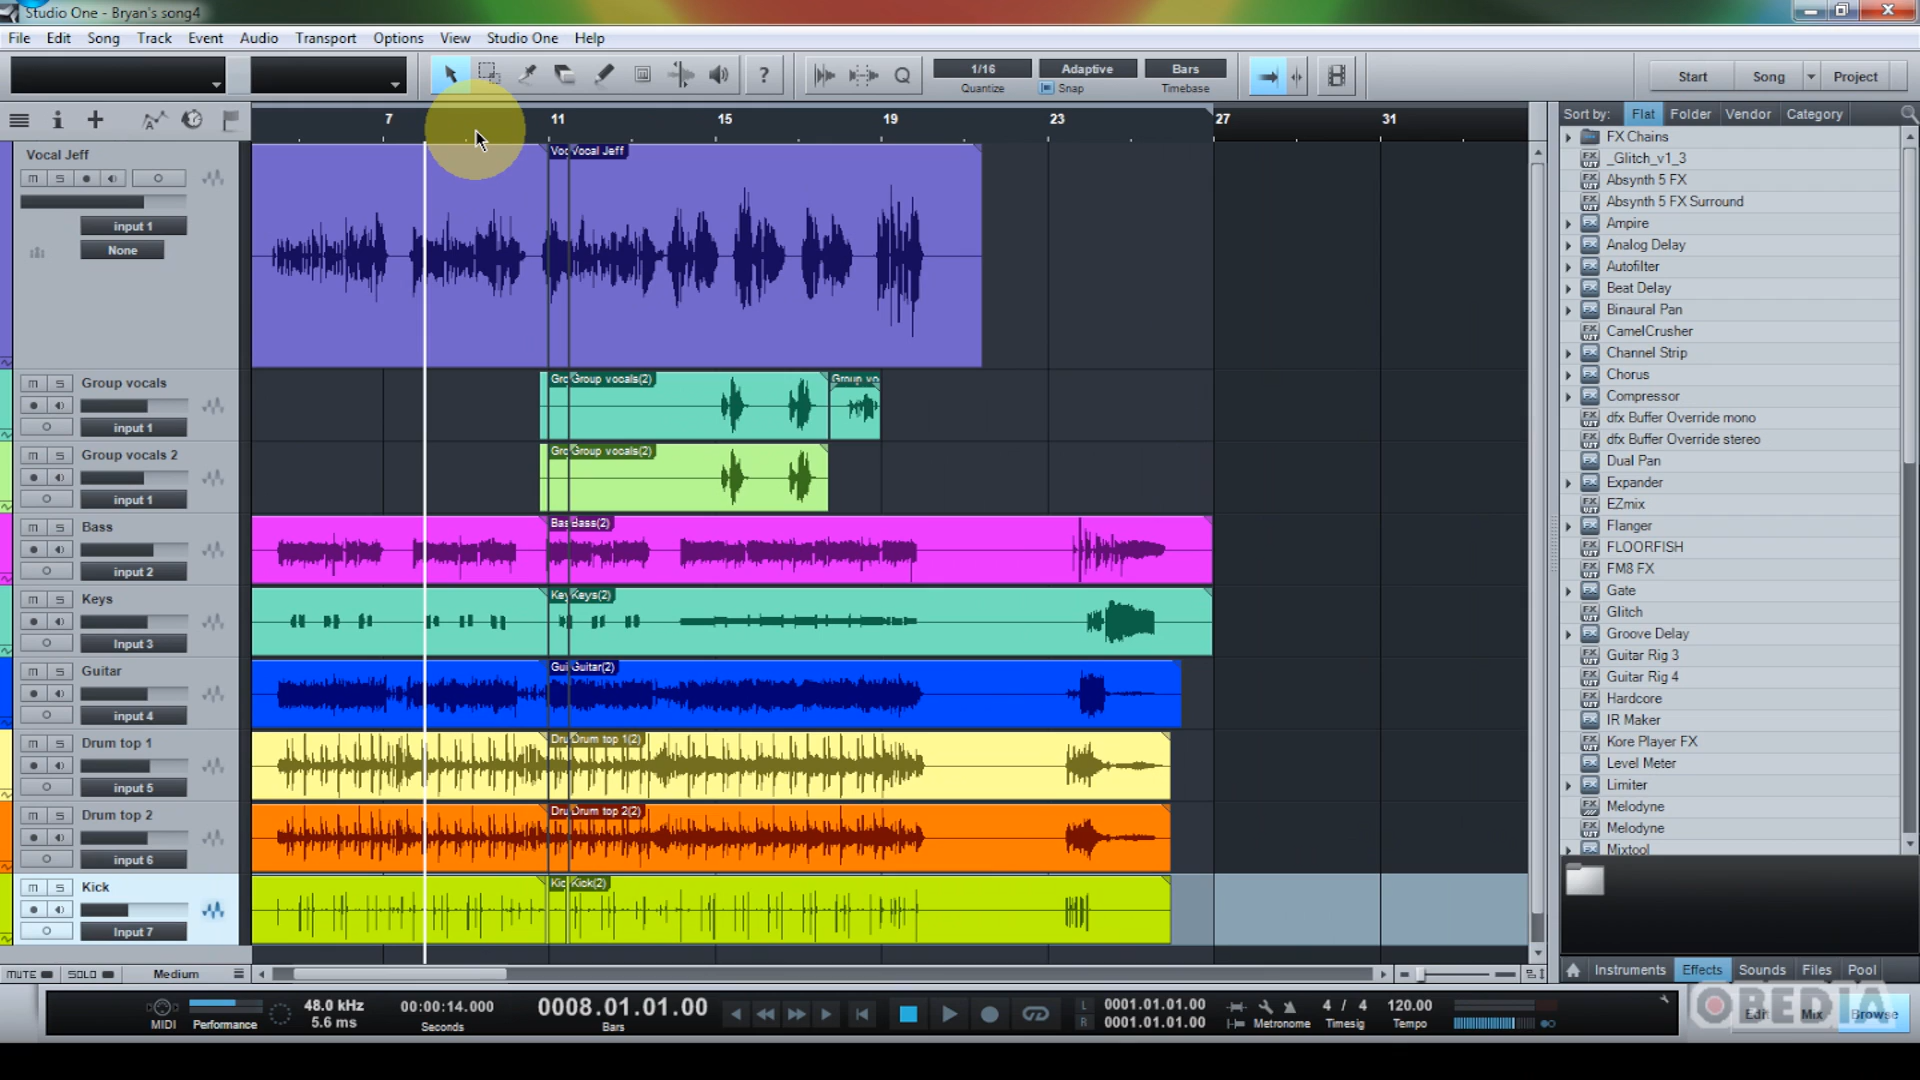 Studio One - Bryan's song4
File Edit Song Track Event Audio Transport Options View Studio One Help
1/16 Adaptive Bars
Quantize Snap Timebase
Start Song Project
7 11 15 19 23 27 31
Sort by: Flat Folder Vendor Category
Vocal Jeff
M S
input 1
None
Voc Vocal Jeff
M S Group vocals
input 1
Gro Group vocals(2)
Group vo
M S Group vocals 2
input 1
Gro Group vocals(2)
M S Bass
input 2
Bas Bass(2)
M S Keys
Input 3
Key Keys(2)
M S Guitar
input 4
Gui Guitar(2)
M S Drum top 1
input 5
Dru Drum top 1(2)
M S Drum top 2
input 6
Dru Drum top 2(2)
M S Kick
Input 7
Kic Kick(2)
FX Chains
_Glitch_v1_3
Absynth 5 FX
Absynth 5 FX Surround
Ampire
Analog Delay
Autofilter
Beat Delay
Binaural Pan
CamelCrusher
Channel Strip
Chorus
Compressor
dfx Buffer Override mono
dfx Buffer Override stereo
Dual Pan
Expander
EZmix
Flanger
FLOORFISH
FM8 FX
Gate
Glitch
Groove Delay
Guitar Rig 3
Guitar Rig 4
Hardcore
IR Maker
Kore Player FX
Level Meter
Limiter
Melodyne
Melodyne
Mixtool
MUTE SOLO Medium
Instruments Effects Sounds Files Pool
MIDI Performance
48.0 kHz
5.6 ms
00:00:14.000
Seconds
0008.01.01.00
Bars
L 0001.01.01.00
R 0001.01.01.00
Metronome
4 / 4
Timesig
120.00
Tempo
OBEDIA
Edit Mix Browse